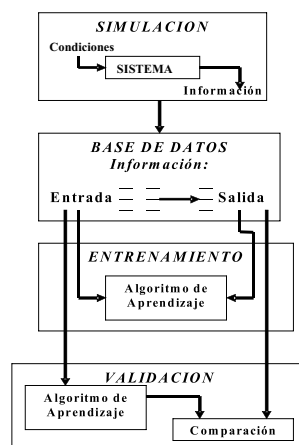 SIMULACION
Condiciones
SISTEMA
Información
BASE DE DATOS
Información:
Entrada
Salida
ENTRENAMIENTO
Algoritmo de
Aprendizaje
VALIDACION
Algoritmo de
Aprendizaje
Comparación